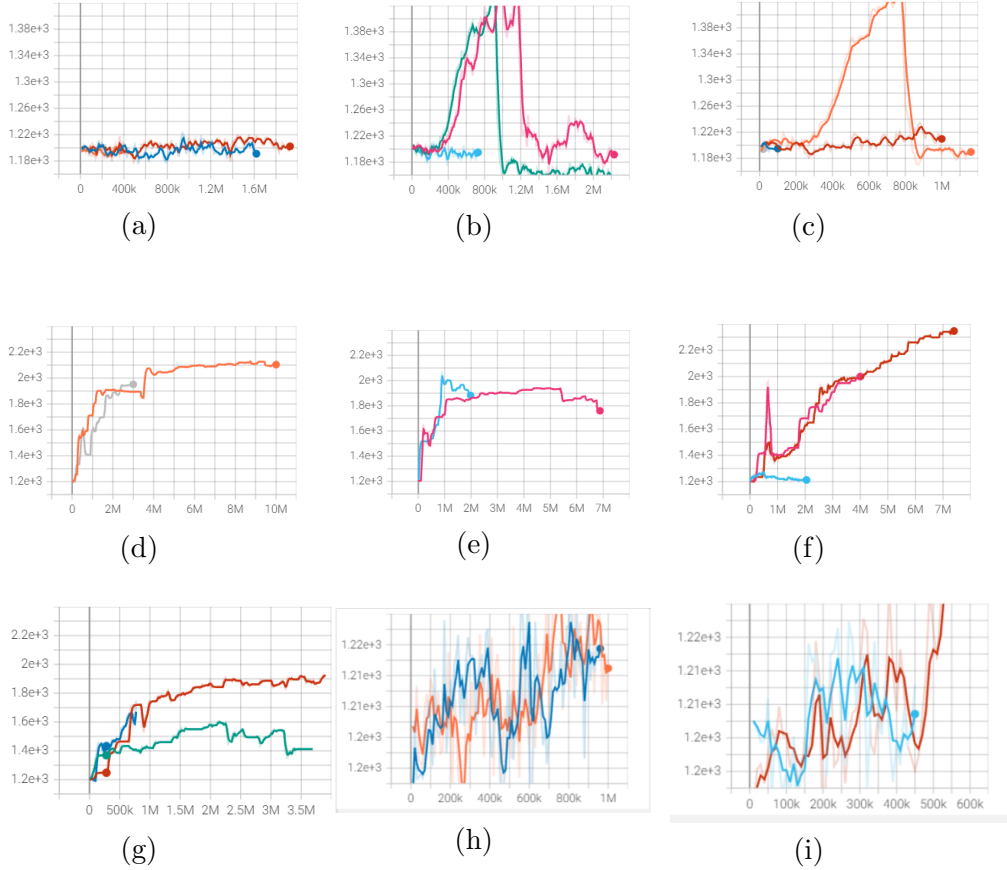 1.38e+3
1.34e+3
1.3e+3
1.26e+3
1.22e+3
1.18e+3
0 400k 800k 1.2M 1.6M
(a)
1.38e+3
1.34e+3
1.3e+3
1.26e+3
1.22e+3
1.18e+3
0 400k 800k 1.2M 1.6M 2M
(b)
1.38e+3
1.34e+3
1.3e+3
1.26e+3
1.22e+3
1.18e+3
0 200k 400k 600k 800k 1M
(c)
2.2e+3
2e+3
1.8e+3
1.6e+3
1.4e+3
1.2e+3
0 2M 4M 6M 8M 10M
(d)
2.2e+3
2e+3
1.8e+3
1.6e+3
1.4e+3
1.2e+3
0 1M 2M 3M 4M 5M 6M 7M
(e)
2.2e+3
2e+3
1.8e+3
1.6e+3
1.4e+3
1.2e+3
0 1M 2M 3M 4M 5M 6M 7M
(f)
2.2e+3
2e+3
1.8e+3
1.6e+3
1.4e+3
1.2e+3
0 500k 1M 1.5M 2M 2.5M 3M 3.5M
(g)
1.22e+3
1.21e+3
1.21e+3
1.2e+3
1.2e+3
0 200k 400k 600k 800k 1M
(h)
1.22e+3
1.21e+3
1.21e+3
1.2e+3
1.2e+3
0 100k 200k 300k 400k 500k 600k
(i)